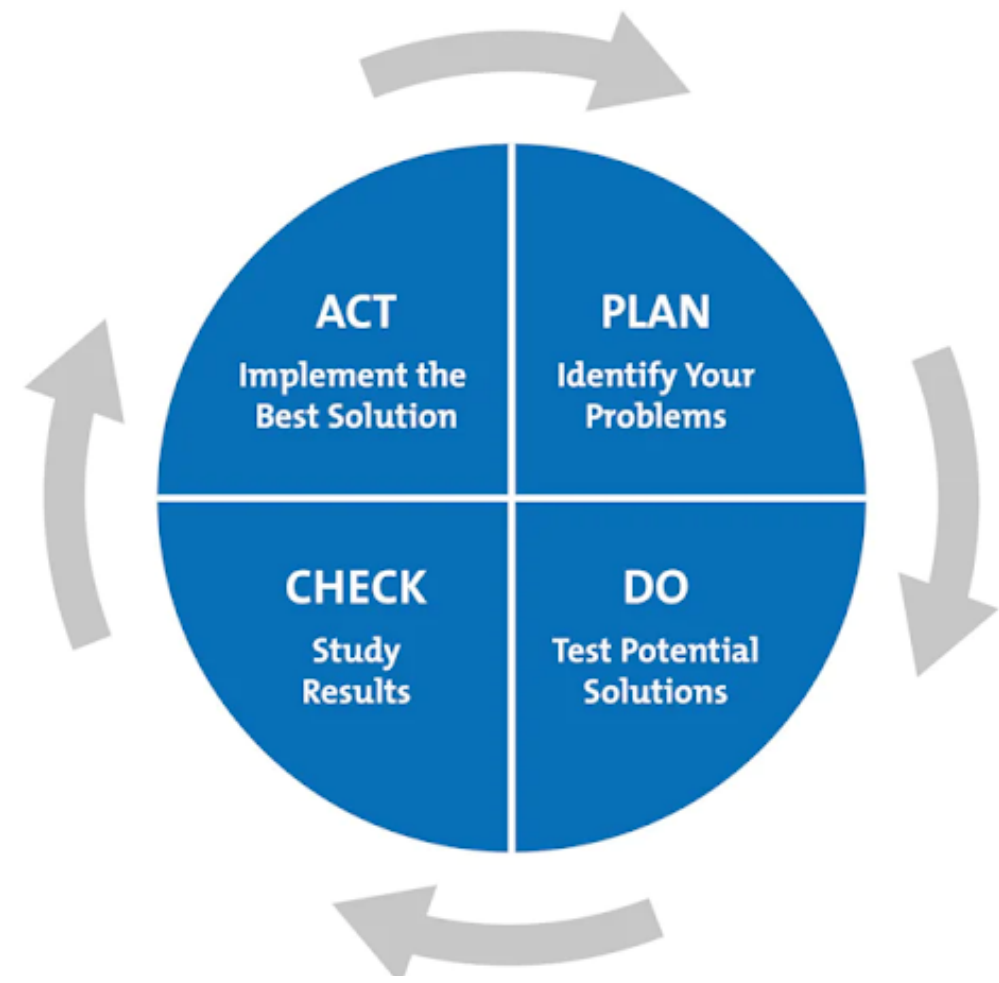 ACT
Implement the
Best Solution
PLAN
Identify Your
Problems
CHECK
Study
Results
DO
Test Potential
Solutions